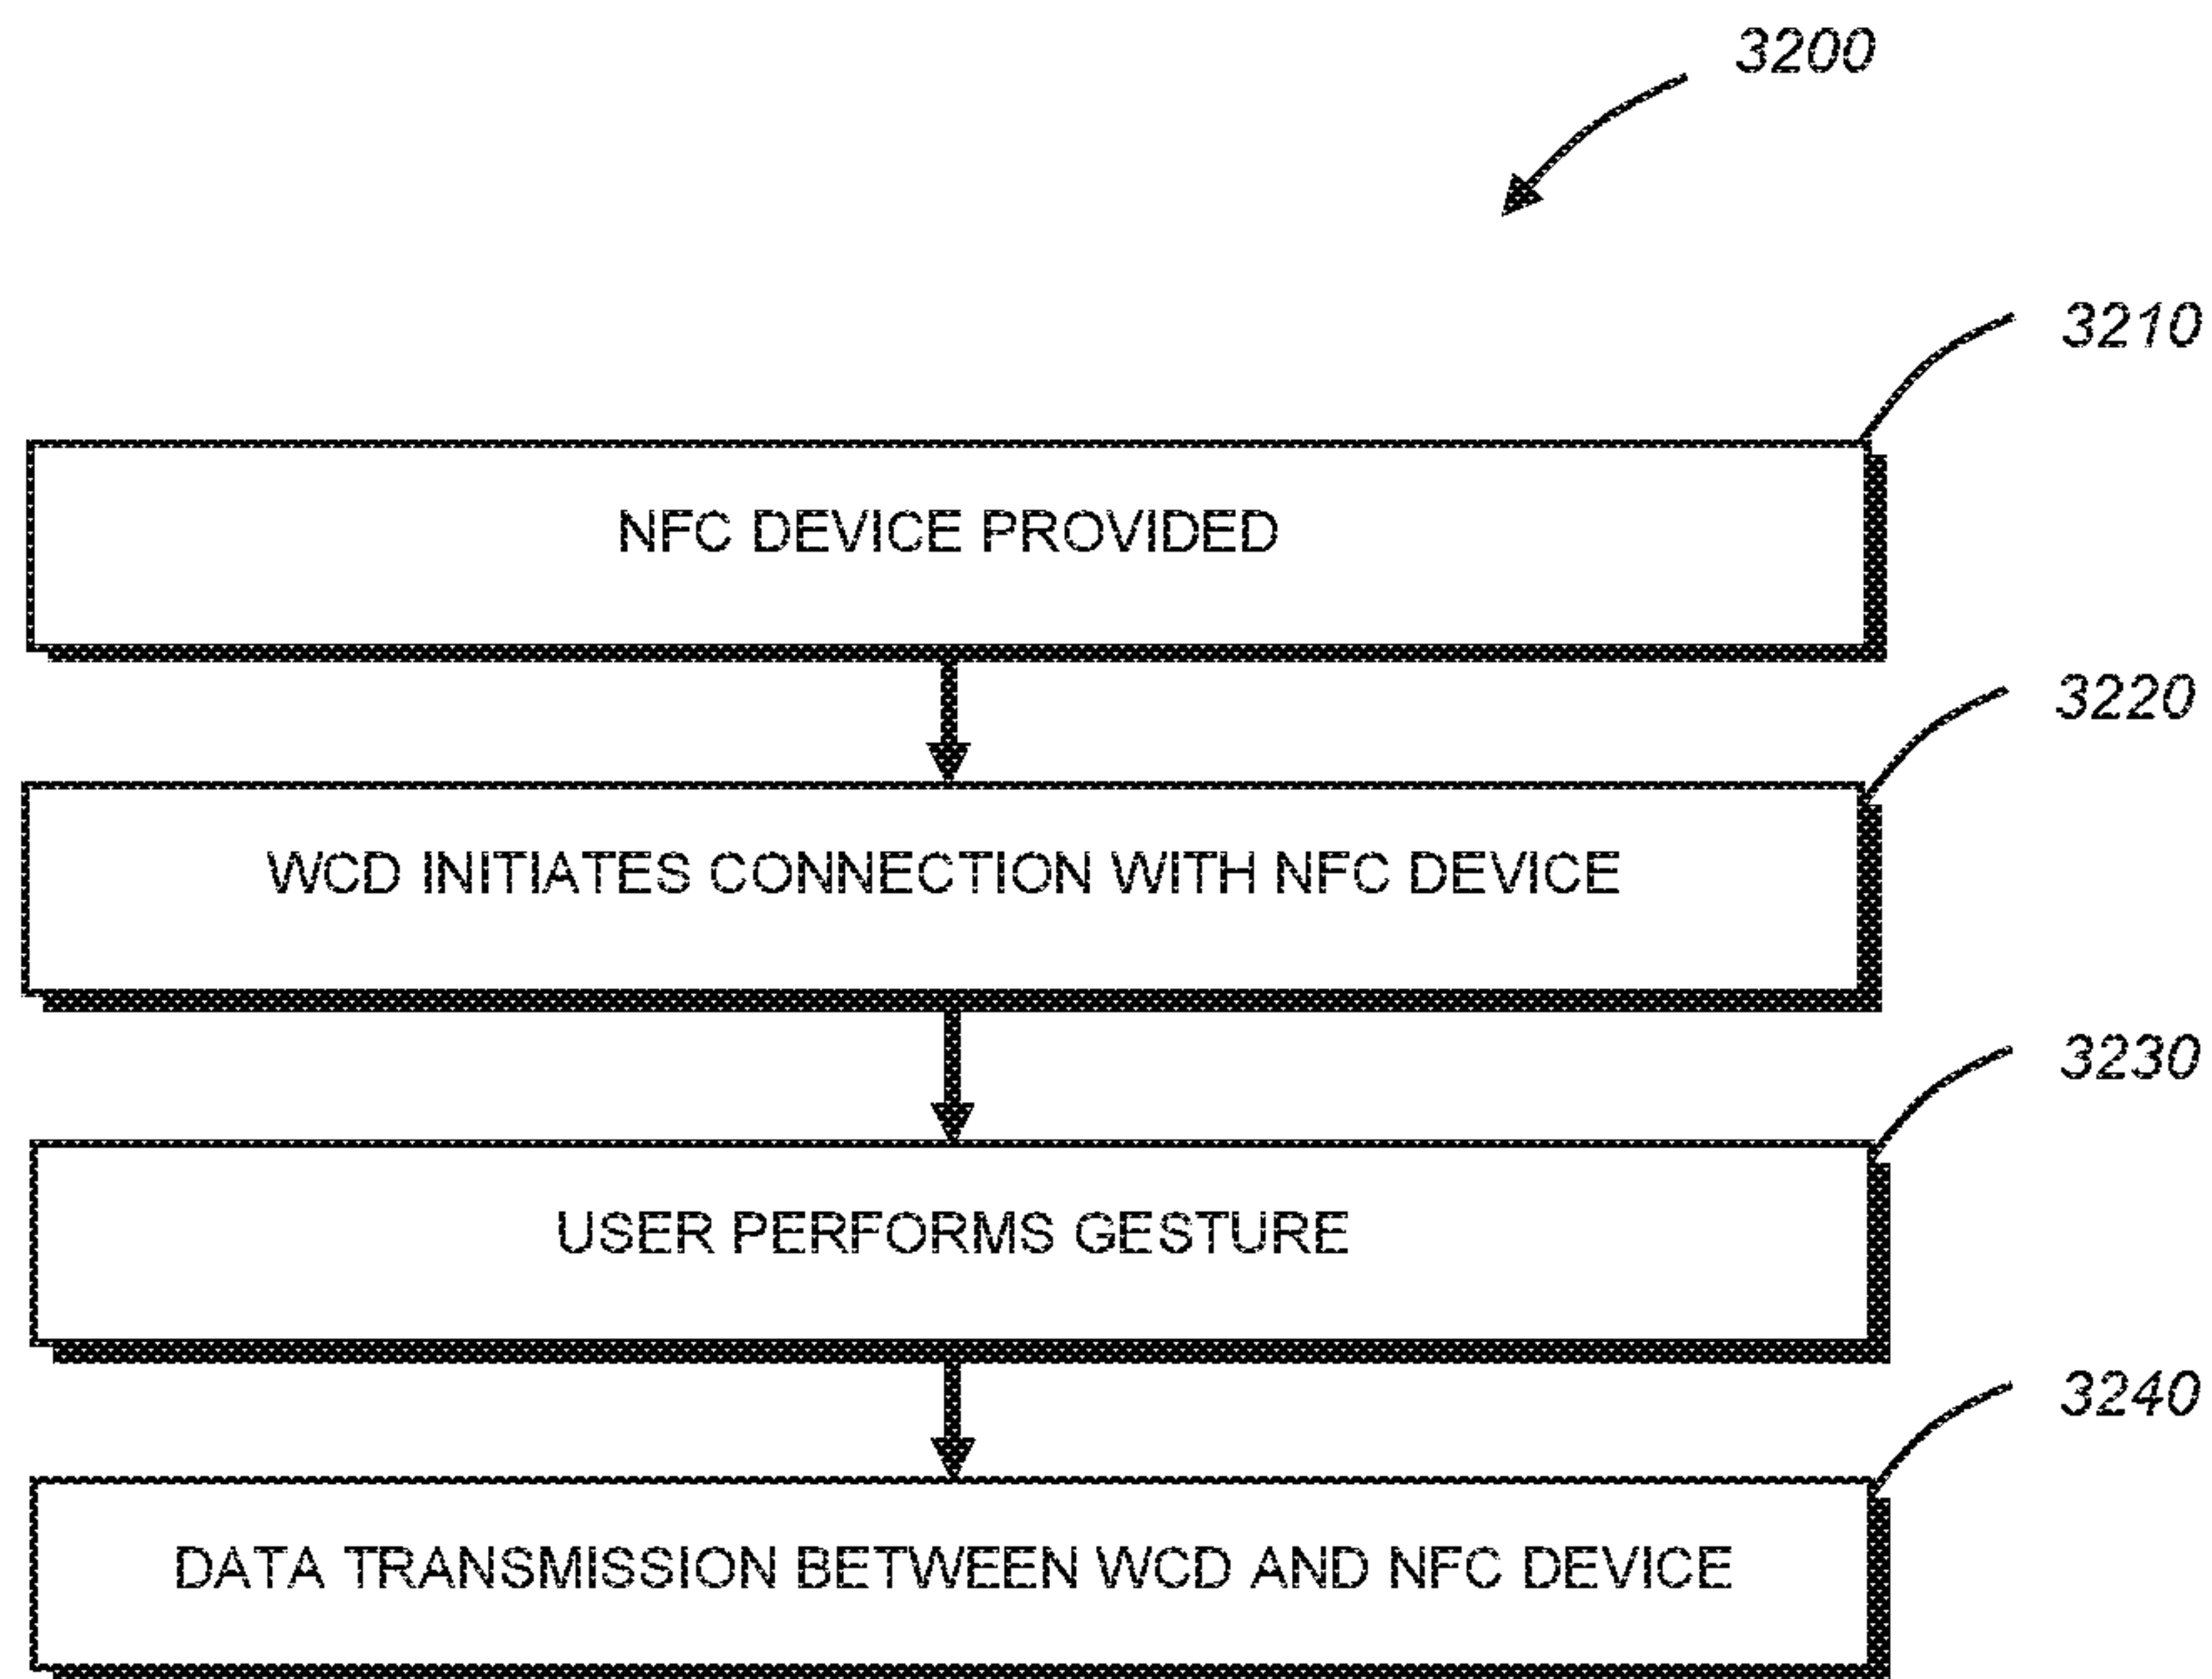 3200
3210
NFC DEVICE PROVIDED
3220
WCD INITIATES CONNECTION WITH NFC DEVICE
3230
USER PERFORMS GESTURE
3240
DATA TRANSMISSION BETWEEN WCD AND NFC DEVICE